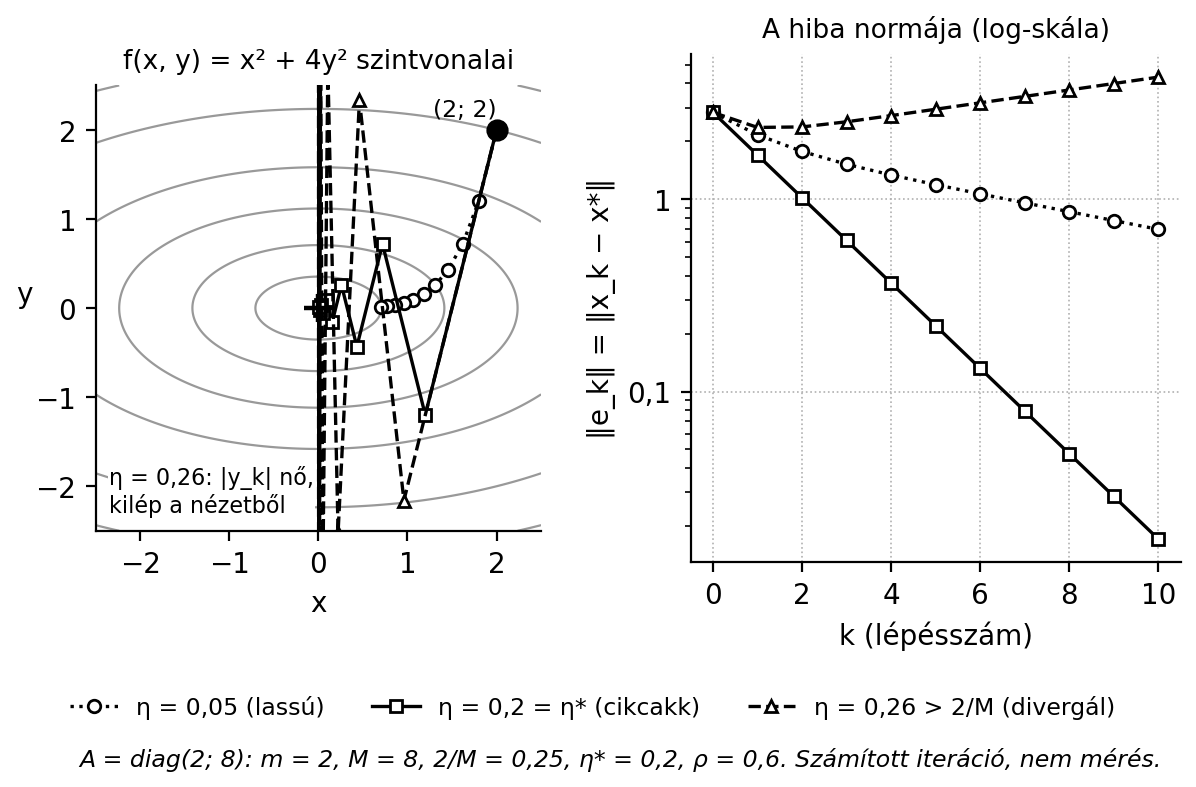 f(x, y) = x² + 4y² szintvonalai
(2; 2)
2
1
0
−1
−2
y
η = 0,26: |y_k| nő,
kilép a nézetből
−2
−1
0
1
2
x
A hiba normája (log-skála)
‖e_k‖ = ‖x_k − x*‖
1
0,1
0
2
4
6
8
10
k (lépésszám)
η = 0,05 (lassú)
η = 0,2 = η* (cikcakk)
η = 0,26 > 2/M (divergál)
A = diag(2; 8): m = 2, M = 8, 2/M = 0,25, η* = 0,2, ρ = 0,6. Számított iteráció, nem mérés.